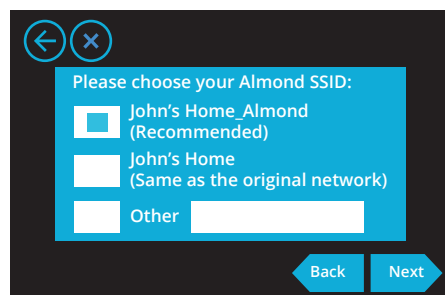 Please choose your Almond SSID:
John’s Home_Almond
(Recommended)
John’s Home
(Same as the original network)
Other
Back
Next